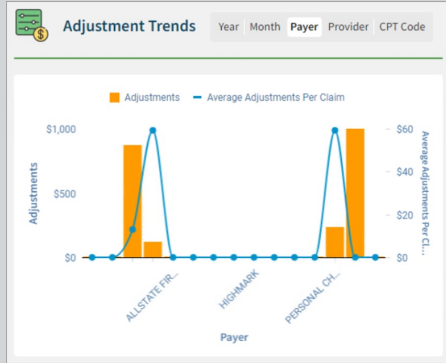 Adjustment Trends
Year Month Payer Provider CPT Code
Adjustments Average Adjustments Per Claim
$1,000
$500
$0
Adjustments
$60
$40
$20
$0
Average Adjustments Per Cl...
ALLSTATE FIR...
HIGHMARK
PERSONAL CH...
Payer